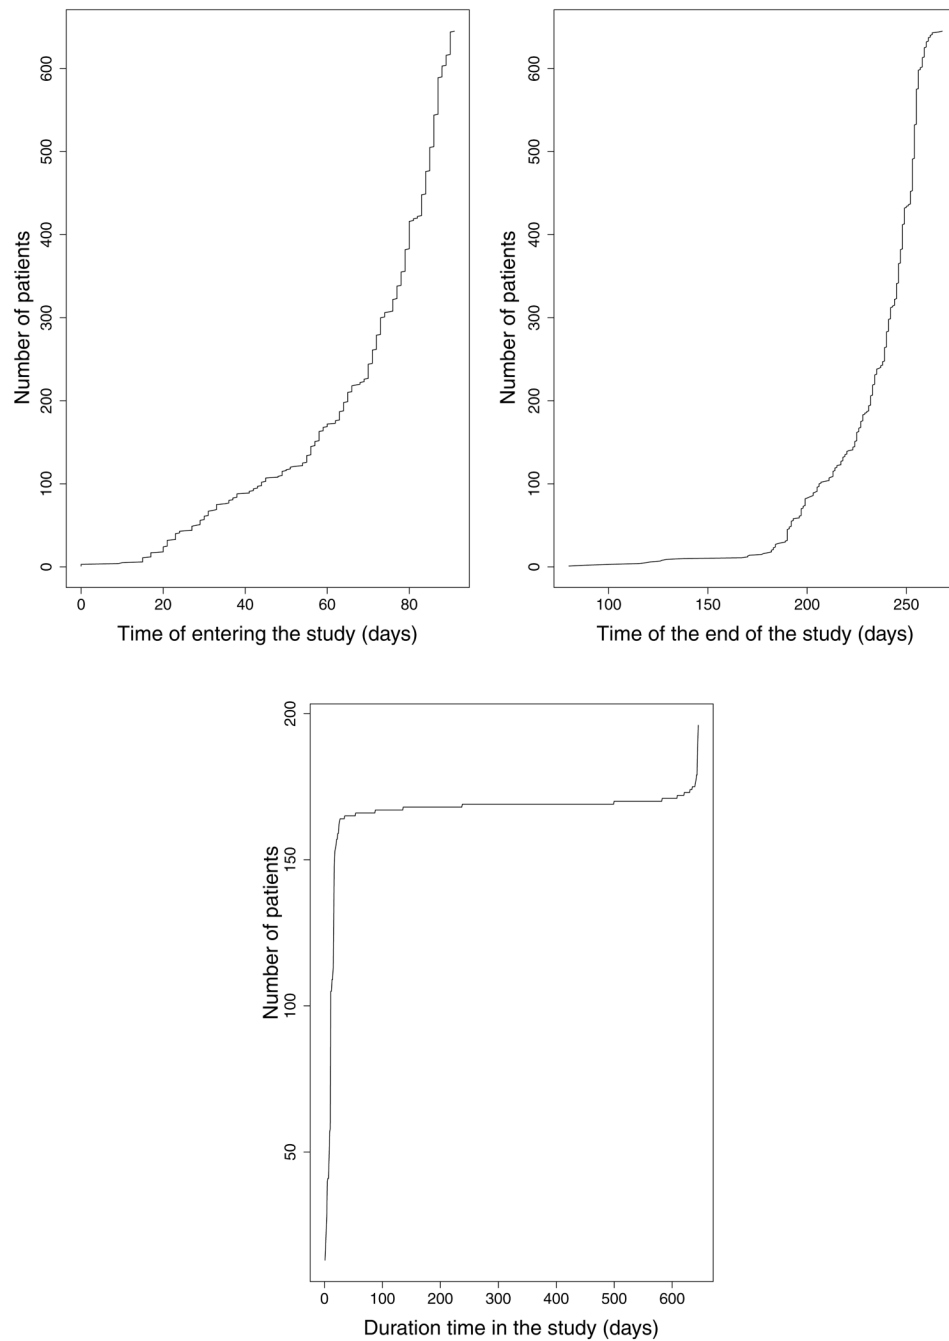 Number of patients
600
500
400
300
200
100
0
0 20 40 60 80
Time of entering the study (days)
Number of patients
600
500
400
300
200
100
0
100 150 200 250
Time of the end of the study (days)
Number of patients
200
150
100
50
0 100 200 300 400 500 600
Duration time in the study (days)